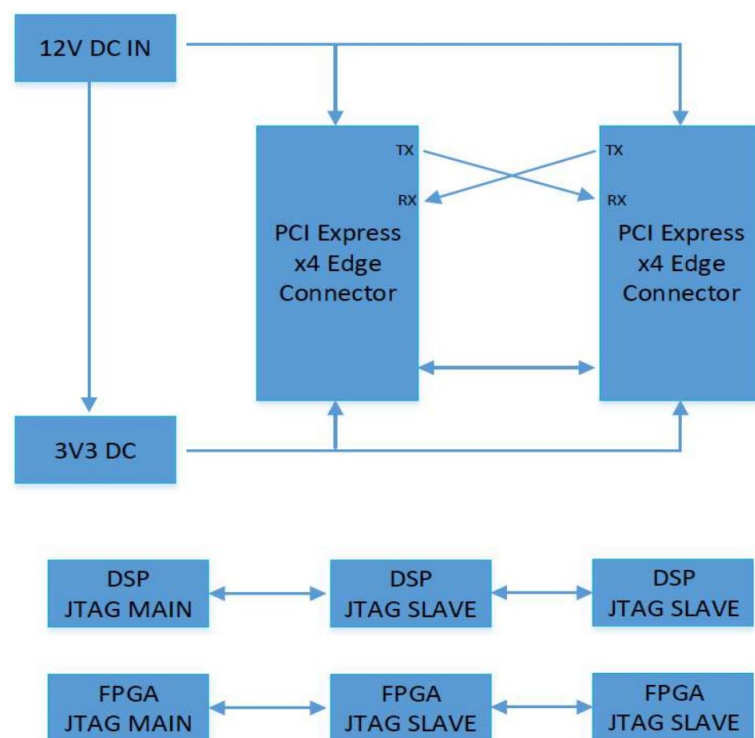 12V DC IN
TX
TX
RX
RX
PCI Express
x4 Edge
Connector
PCI Express
x4 Edge
Connector
3V3 DC
DSP
JTAG MAIN
DSP
JTAG SLAVE
DSP
JTAG SLAVE
FPGA
JTAG MAIN
FPGA
JTAG SLAVE
FPGA
JTAG SLAVE